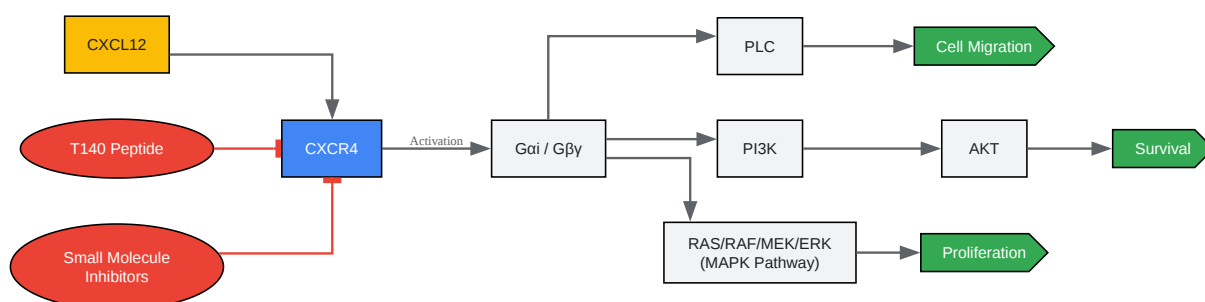 CXCL12
PLC
Cell Migration
T140 Peptide
CXCR4
Activation
Gαi / Gβγ
PI3K
AKT
Survival
Small Molecule
Inhibitors
RAS/RAF/MEK/ERK
(MAPK Pathway)
Proliferation